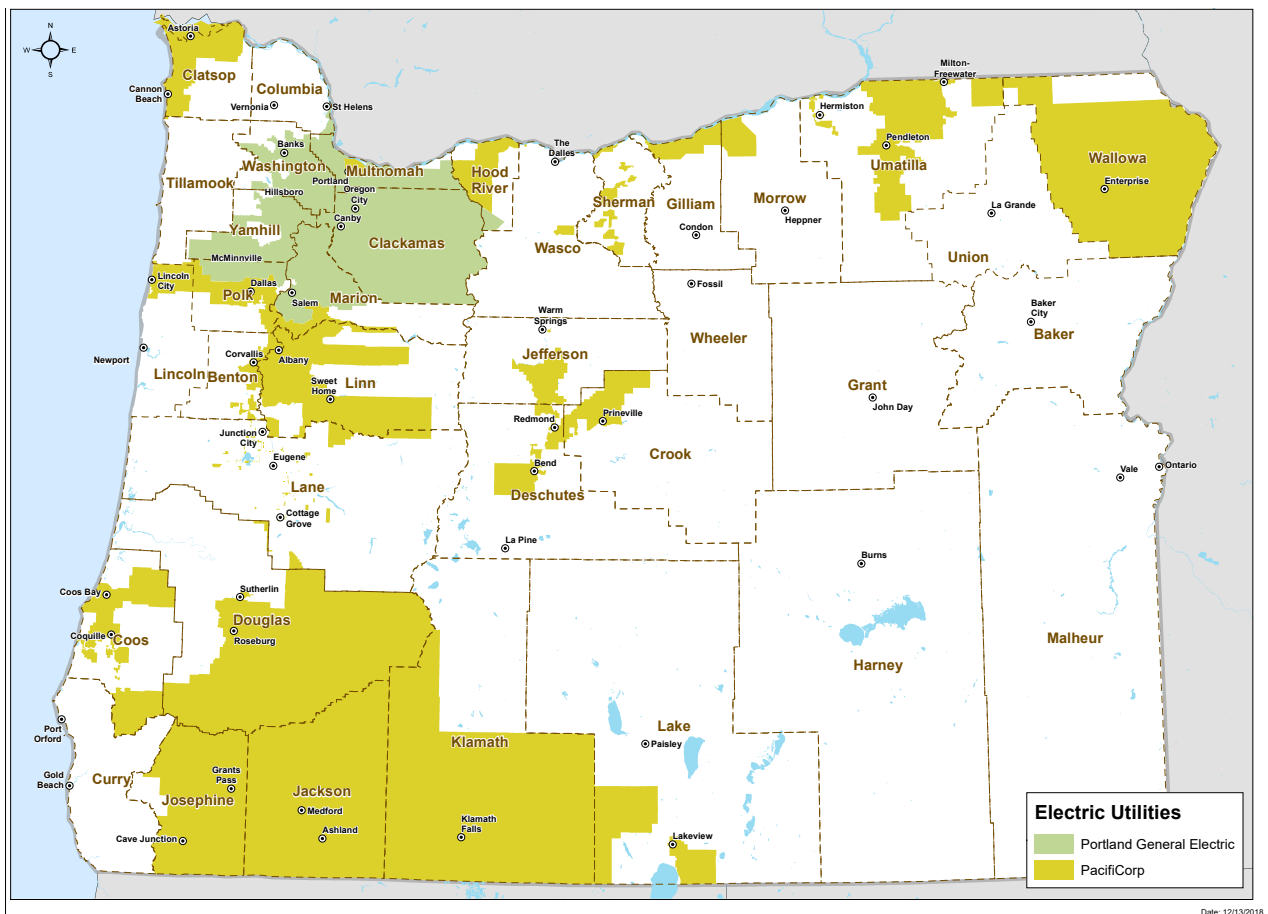 N
W
E
S
Astoria
Clatsop
Cannon
Beach
Columbia
Vernonia
St Helens
Milton-
Freewater
Hermiston
Banks
Washington
The
Dalles
Pendleton
Umatilla
Wallowa
Enterprise
Tillamook
Hillsboro
Portland
Multnomah
Oregon
City
Canby
Hood
River
Sherman
Gilliam
Morrow
Heppner
La Grande
Condon
Yamhill
Clackamas
Wasco
Union
McMinnville
Lincoln
City
Dallas
Polk
Salem
Marion
Fossil
Baker
City
Baker
Warm
Springs
Wheeler
Newport
Corvallis
Albany
Jefferson
Lincoln
Benton
Sweet
Home
Linn
Grant
John Day
Redmond
Prineville
Junction
City
Eugene
Crook
Bend
Vale
Ontario
Lane
Deschutes
Cottage
Grove
La Pine
Burns
Coos Bay
Sutherlin
Douglas
Roseburg
Coquille
Coos
Malheur
Harney
Port
Orford
Lake
Paisley
Klamath
Gold
Beach
Curry
Grants
Pass
Josephine
Jackson
Medford
Ashland
Cave Junction
Klamath
Falls
Lakeview
Electric Utilities
Portland General Electric
PacifiCorp
Date: 12/13/2018